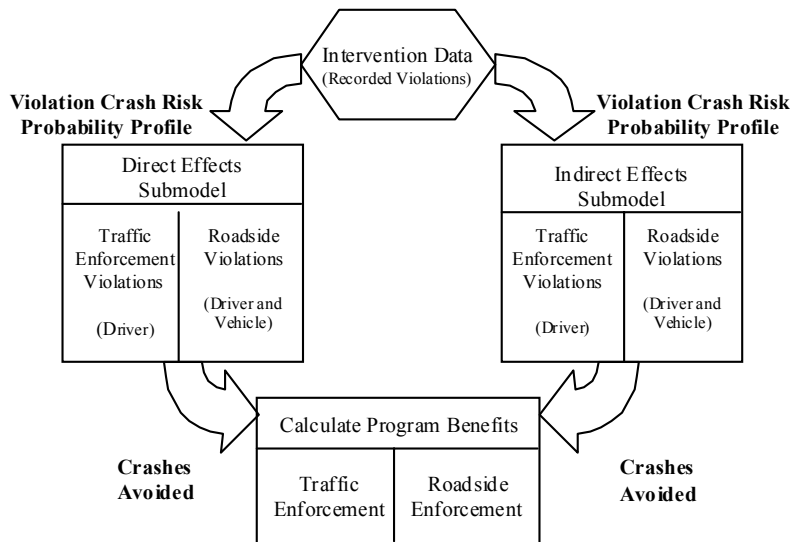 Intervention Data
(Recorded Violations)
Violation Crash Risk
Probability Profile
Violation Crash Risk
Probability Profile
Direct Effects
Submodel
Traffic
Enforcement
Violations
(Driver)
Roadside
Violations
(Driver and
Vehicle)
Indirect Effects
Submodel
Traffic
Enforcement
Violations
(Driver)
Roadside
Violations
(Driver and
Vehicle)
Crashes
Avoided
Calculate Program Benefits
Traffic
Enforcement
Roadside
Enforcement
Crashes
Avoided